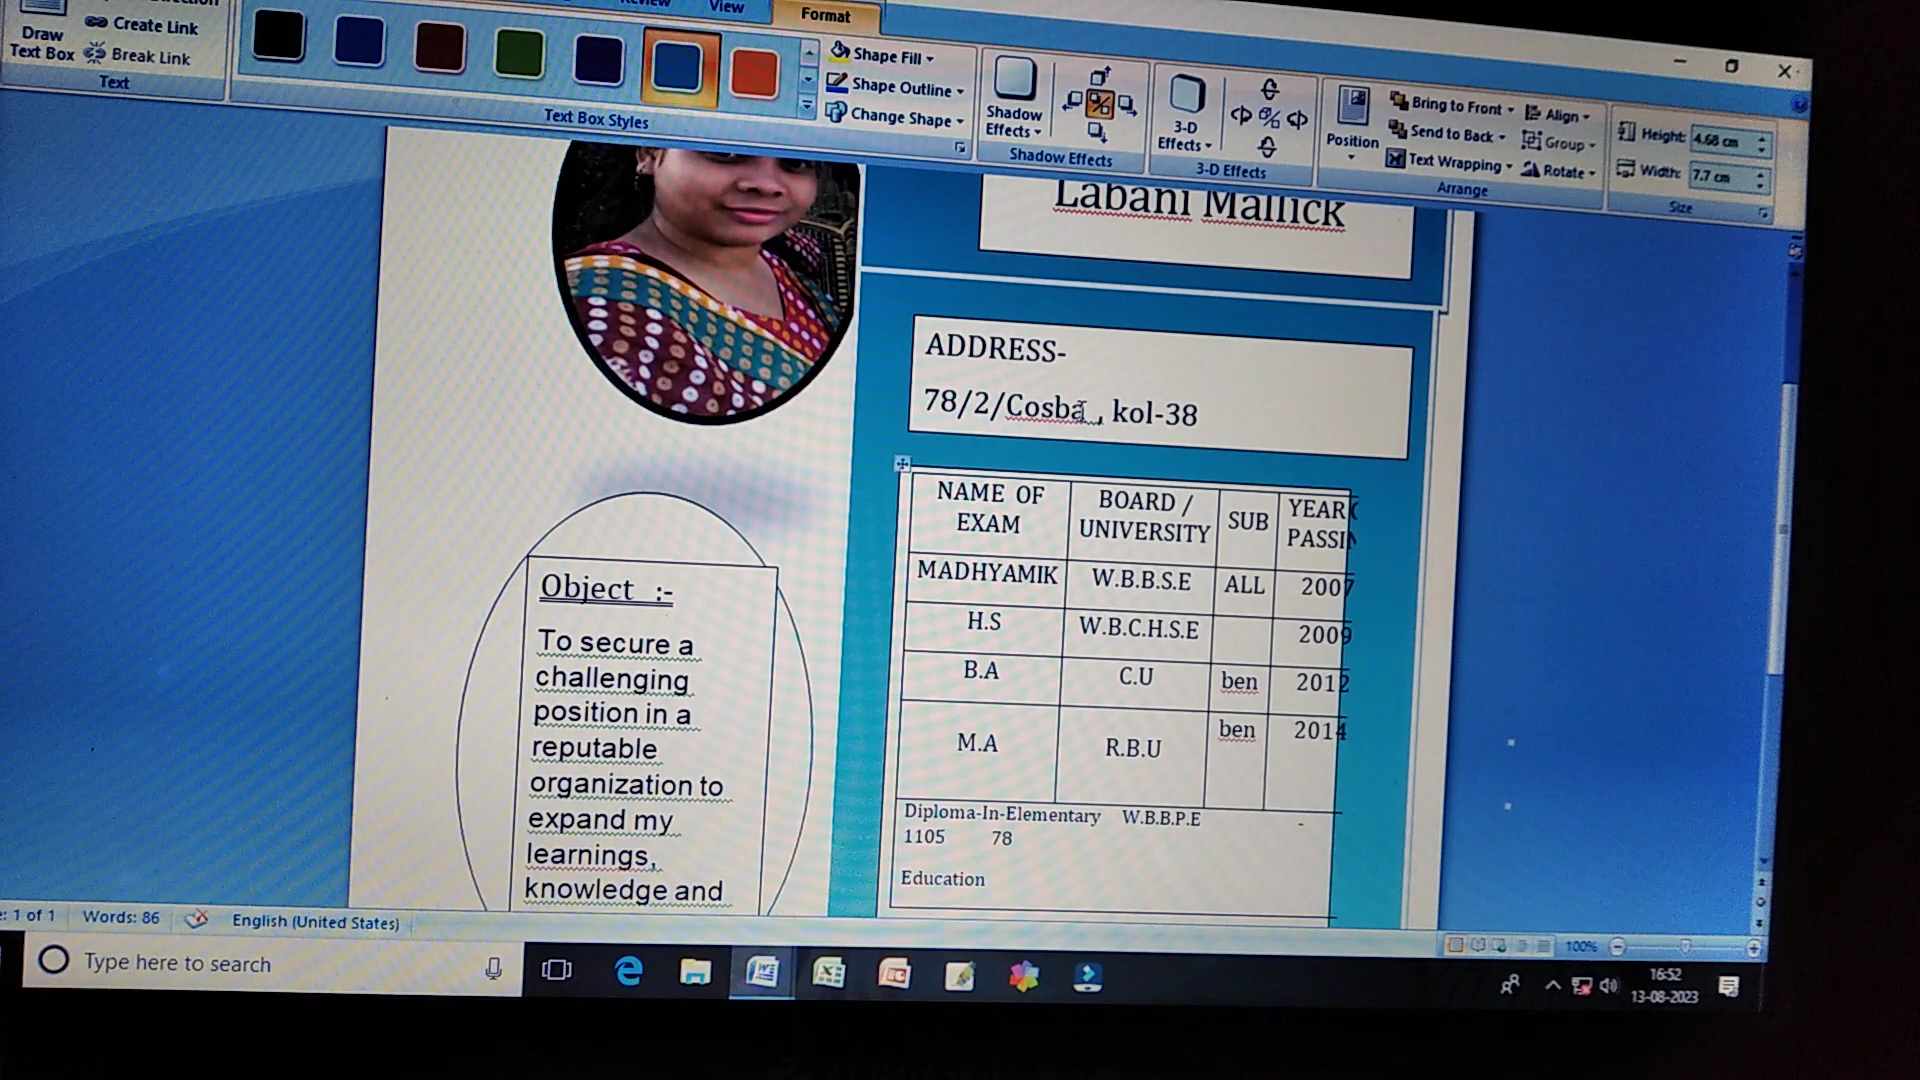 View
Format
Draw
Text Box
Create Link
Break Link
Text
Text Box Styles
Shape Fill
Shape Outline
Change Shape
Shadow
Effects
Shadow Effects
3-D
Effects
3-D Effects
Position
Bring to Front
Send to Back
Text Wrapping
Align
Group
Rotate
Arrange
Height: 4.68 cm
Width: 7.7 cm
Size
Labani Mallick
ADDRESS-
78/2/Cosba , kol-38
NAME OF
EXAM
BOARD /
UNIVERSITY
SUB
YEAR
PASSIN
MADHYAMIK W.B.B.S.E ALL 2007
H.S W.B.C.H.S.E 2009
B.A C.U ben 2012
M.A R.B.U ben 2014
Diploma-In-Elementary W.B.B.P.E -
1105 78
Education
Object :-
To secure a
challenging
position in a
reputable
organization to
expand my
learnings,
knowledge and
: 1 of 1 Words: 86 English (United States)
100%
Type here to search
16:52
13-08-2023